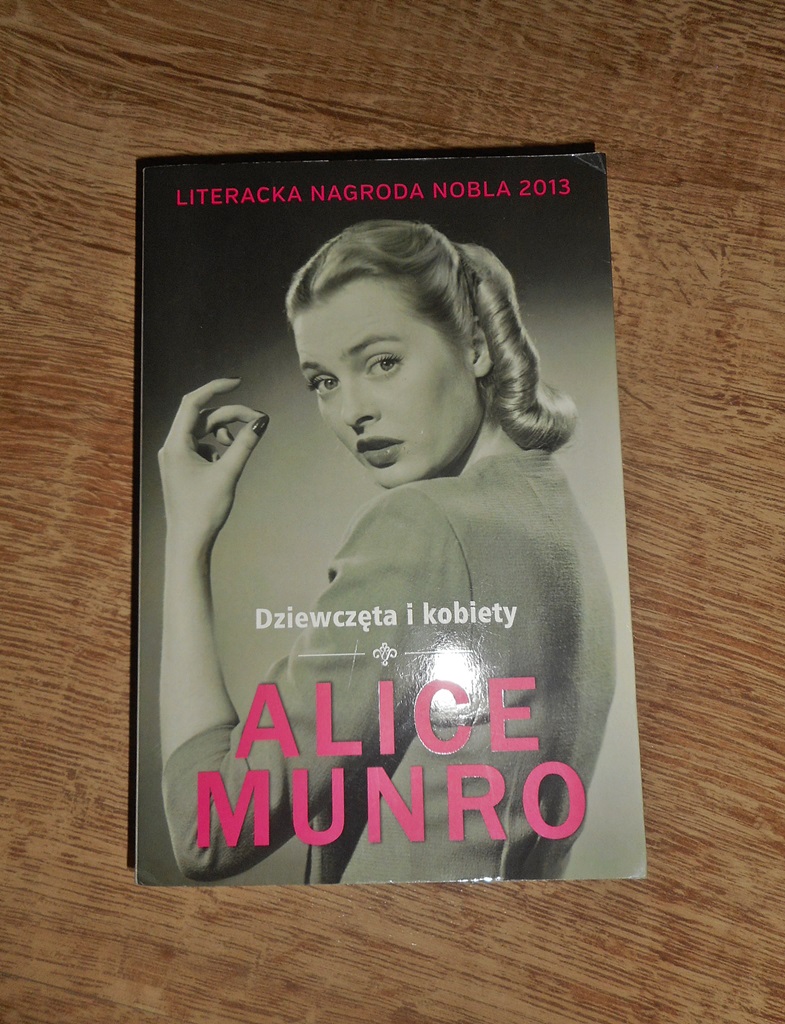 LITERACKA NAGRODA NOBLA 2013
Dziewczęta i kobiety
ALICE
MUNRO